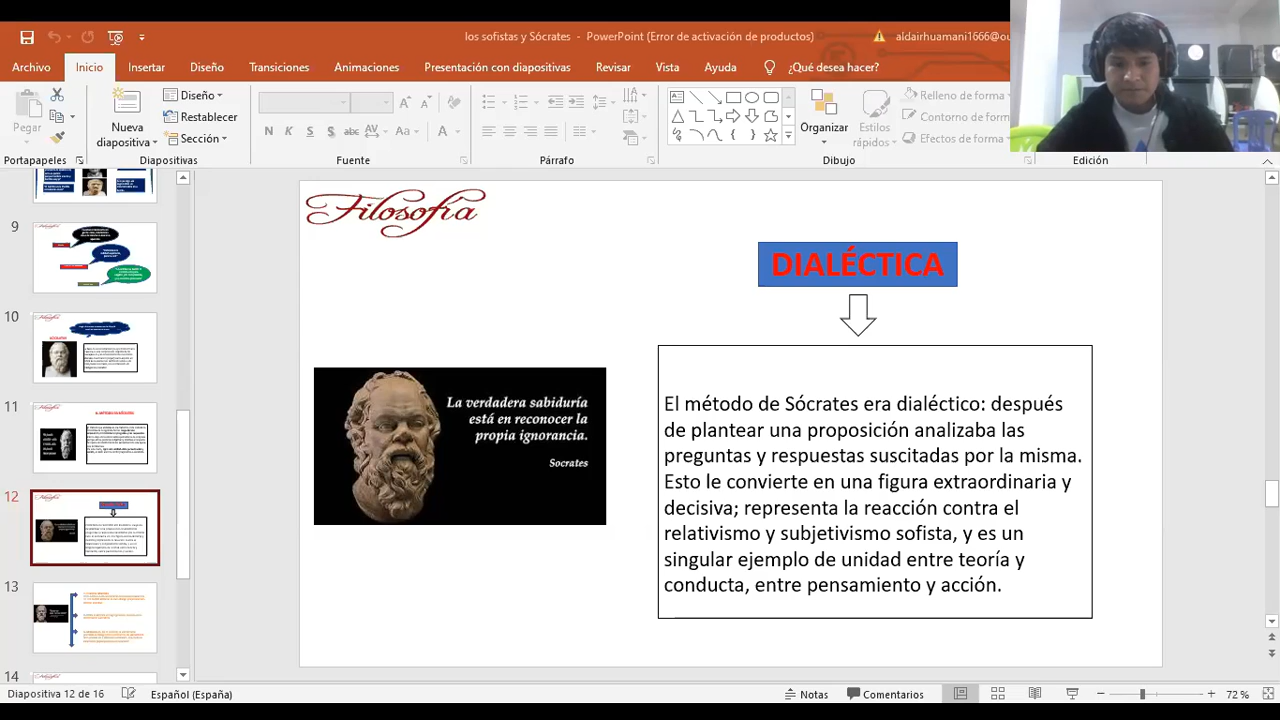 los sofistas y Sócrates - PowerPoint (Error de activación de productos)
aldairhuamani1666@ou
Archivo Inicio Insertar Diseño Transiciones Animaciones Presentación con diapositivas Revisar Vista Ayuda ¿Qué desea hacer?
Pegar
Nueva diapositiva
Diseño
Restablecer
Sección
N K S S abc AV Aa A
Organizar
Estilos rápidos
Relleno de forma
Contorno de form
Efectos de forma
Portapapeles Diapositivas Fuente Párrafo Dibujo Edición
9
10
11
12
13
14
Filosofía
DIALÉCTICA
La verdadera sabiduría
está en reconocer la
propia ignorancia.
Socrates
El método de Sócrates era dialéctico: después
de plantear una proposición analizaba las
preguntas y respuestas suscitadas por la misma.
Esto le convierte en una figura extraordinaria y
decisiva; representa la reacción contra el
relativismo y subjetivismo sofista, y es un
singular ejemplo de unidad entre teoría y
conducta, entre pensamiento y acción.
Diapositiva 12 de 16 Español (España) Notas Comentarios 72 %